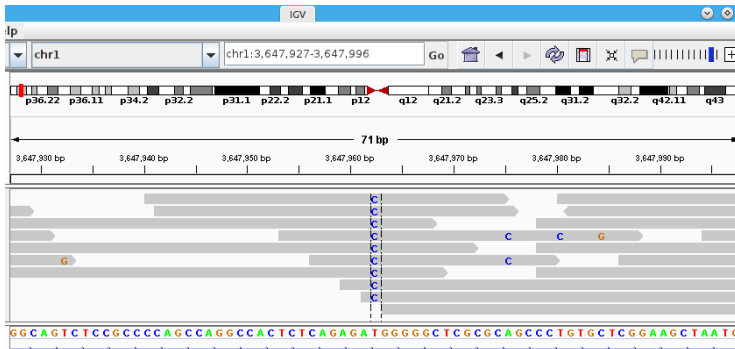 IGV
lp
chr1 chr1:3,647,927-3,647,996 Go
p36.22 p36.11 p34.2 p32.2 p31.1 p22.2 p21.1 p12 q12 q21.2 q23.3 q25.2 q31.2 q32.2 q42.11 q43
71 bp
3,647,930 bp 3,647,940 bp 3,647,950 bp 3,647,960 bp 3,647,970 bp 3,647,980 bp 3,647,990 bp
C
C
C
C C C G
C
G C C
C
C
C
G G C A G T C T C C G C C C C A G C C A G G C C A C T C T C A G A G A T G G G G G C T C G C G C A G C C C T G T G C T C G G A A G C T A A T G